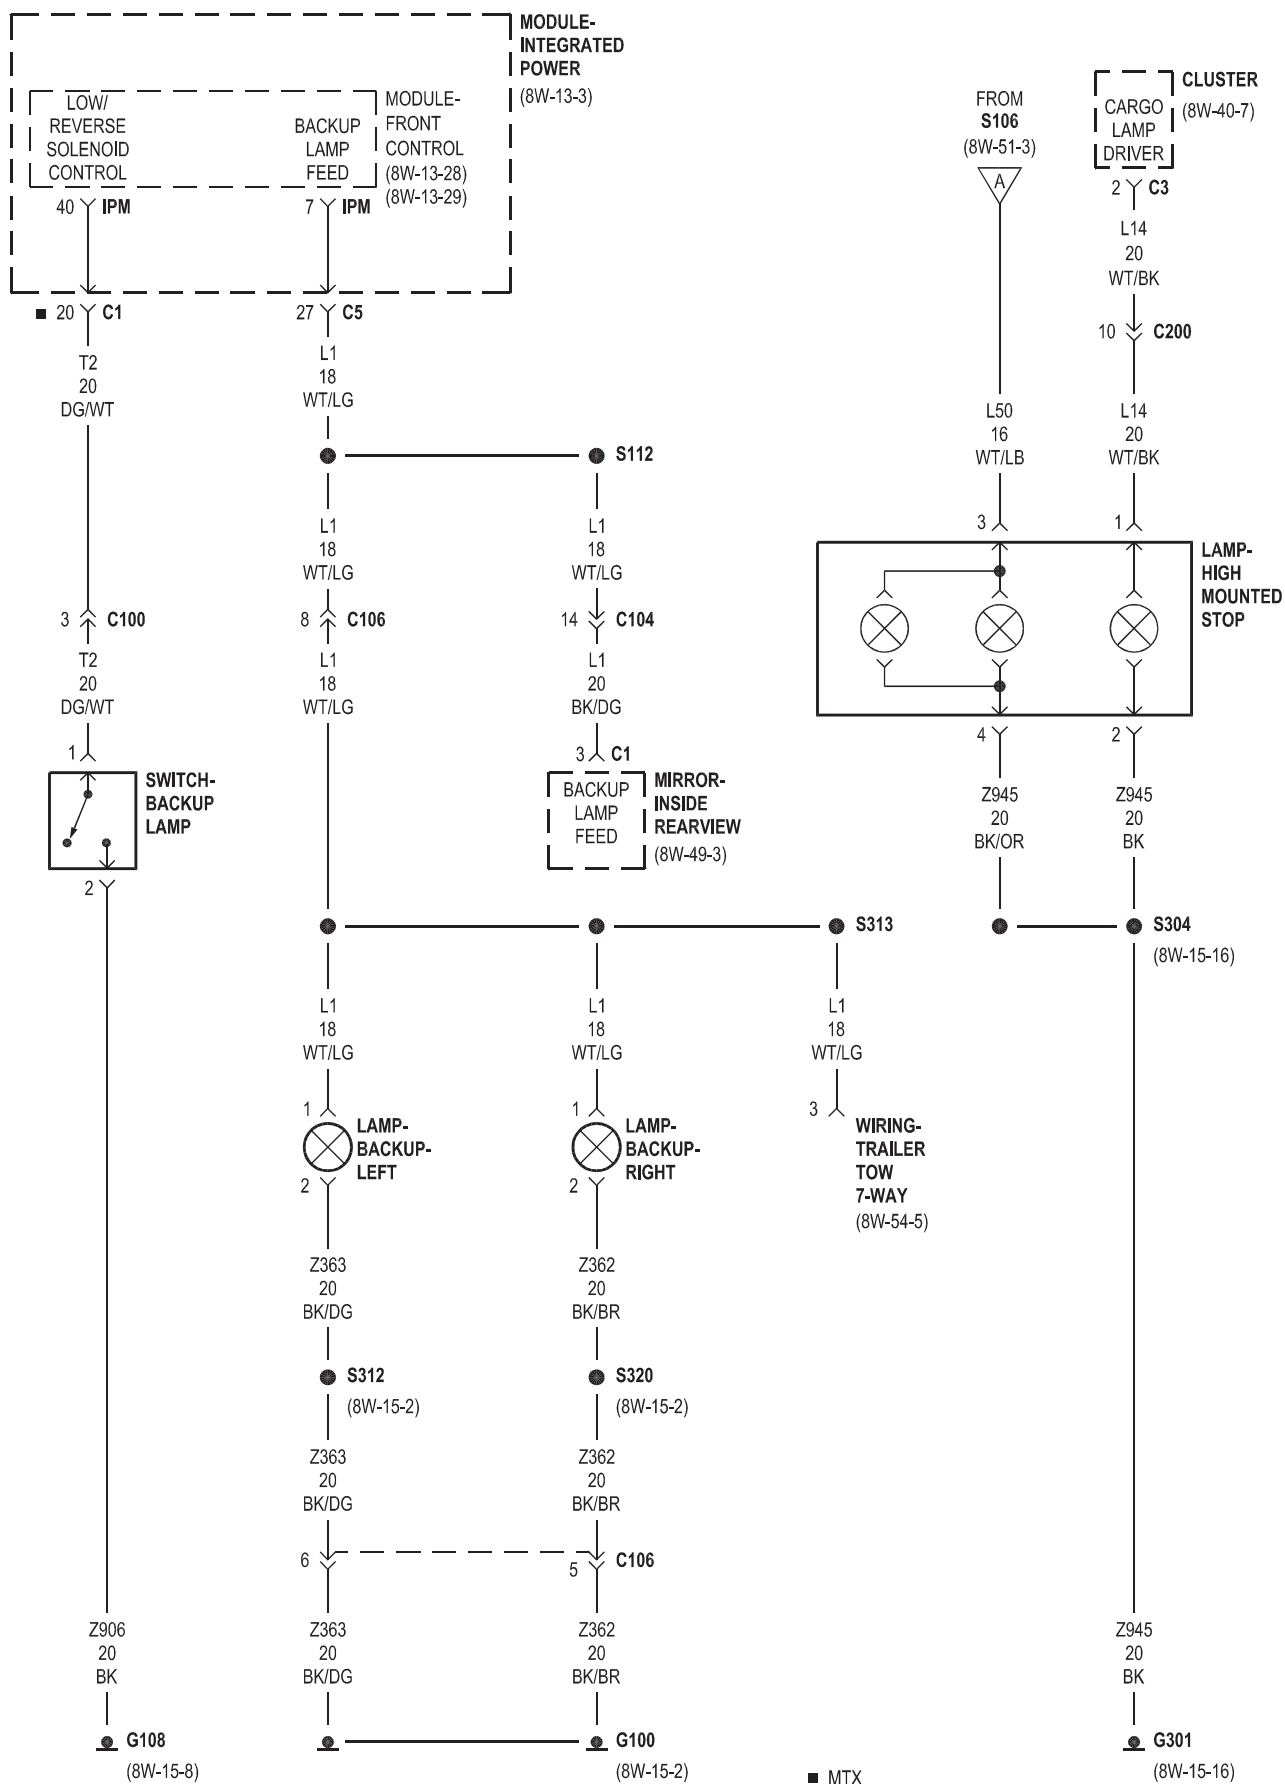 MODULE-
INTEGRATED
POWER
(8W-13-3)
LOW/
REVERSE
SOLENOID
CONTROL
BACKUP
LAMP
FEED
MODULE-
FRONT
CONTROL
(8W-13-28)
(8W-13-29)
40 IPM
7 IPM
■ 20 C1
27 C5
T2
20
DG/WT
L1
18
WT/LG
S112
L1
18
WT/LG
L1
18
WT/LG
3 C100
8 C106
14 C104
T2
20
DG/WT
L1
18
WT/LG
L1
20
BK/DG
1
SWITCH-
BACKUP
LAMP
2
3 C1
BACKUP
LAMP
FEED
MIRROR-
INSIDE
REARVIEW
(8W-49-3)
FROM
S106
(8W-51-3)
A
CLUSTER
(8W-40-7)
CARGO
LAMP
DRIVER
2 C3
L14
20
WT/BK
10 C200
L50
16
WT/LB
L14
20
WT/BK
3
1
LAMP-
HIGH
MOUNTED
STOP
4
2
Z945
20
BK/OR
Z945
20
BK
S313
S304
(8W-15-16)
L1
18
WT/LG
L1
18
WT/LG
L1
18
WT/LG
1
LAMP-
BACKUP-
LEFT
2
1
LAMP-
BACKUP-
RIGHT
2
3
WIRING-
TRAILER
TOW
7-WAY
(8W-54-5)
Z363
20
BK/DG
Z362
20
BK/BR
S312
(8W-15-2)
S320
(8W-15-2)
Z363
20
BK/DG
Z362
20
BK/BR
6
5 C106
Z906
20
BK
Z363
20
BK/DG
Z362
20
BK/BR
Z945
20
BK
G108
(8W-15-8)
G100
(8W-15-2)
G301
(8W-15-16)
■ MTX